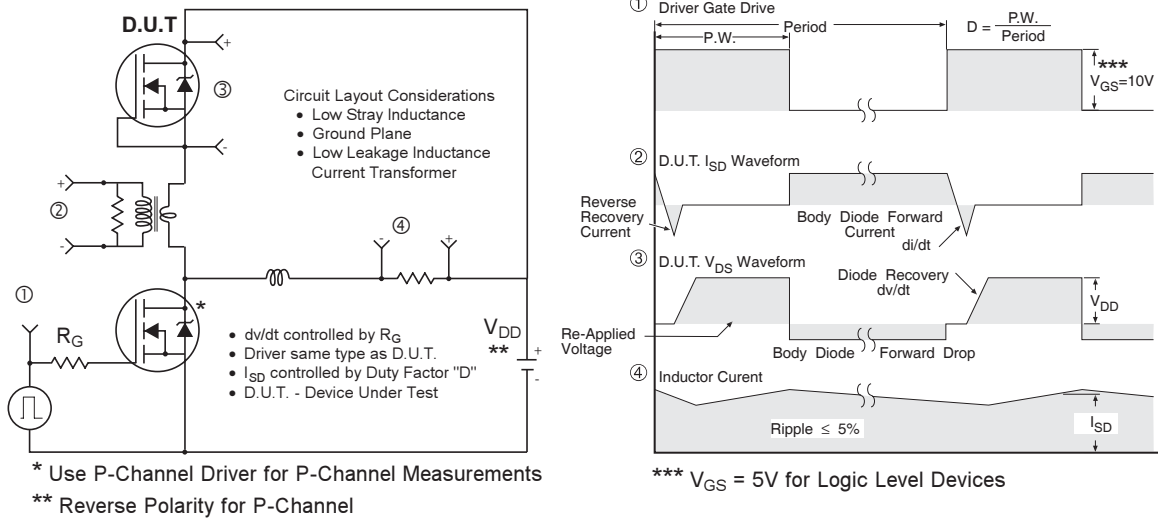 D.U.T
+
③
-
Circuit Layout Considerations
• Low Stray Inductance
• Ground Plane
• Low Leakage Inductance
Current Transformer
+
②
-
④
- +
①
R_G
*
• dv/dt controlled by R_G
• Driver same type as D.U.T.
• I_SD controlled by Duty Factor "D"
• D.U.T. - Device Under Test
V_DD
**
+
-
* Use P-Channel Driver for P-Channel Measurements
** Reverse Polarity for P-Channel
① Driver Gate Drive
P.W.
Period
D = P.W. / Period
***
V_GS=10V
② D.U.T. I_SD Waveform
Reverse
Recovery
Current
Body Diode Forward
Current
di/dt
③ D.U.T. V_DS Waveform
Diode Recovery
dv/dt
V_DD
Re-Applied
Voltage
Body Diode Forward Drop
④ Inductor Curent
Ripple ≤ 5%
I_SD
*** V_GS = 5V for Logic Level Devices